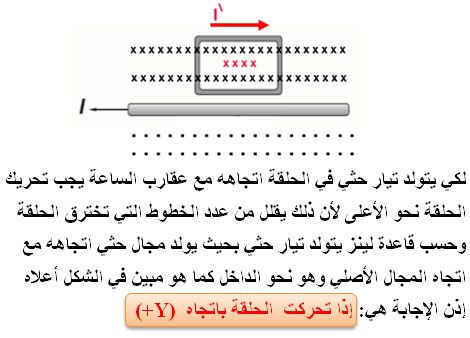 I\
x x x x x x x x x x x x x x x x x x x x x x
x x x x
x x x x x x x x x x x x x x x x x x x x x x
I
لكي يتولد تيار حثي في الحلقة اتجاهه مع عقارب الساعة يجب تحريك
الحلقة نحو الأعلى لأن ذلك يقلل من عدد الخطوط التي تخترق الحلقة
وحسب قاعدة لينز يتولد تيار حثي بحيث يولد مجال حثي اتجاهه مع
اتجاه المجال الأصلي وهو نحو الداخل كما هو مبين في الشكل أعلاه
إذن الإجابة هي: إذا تحركت الحلقة باتجاه (+Y)